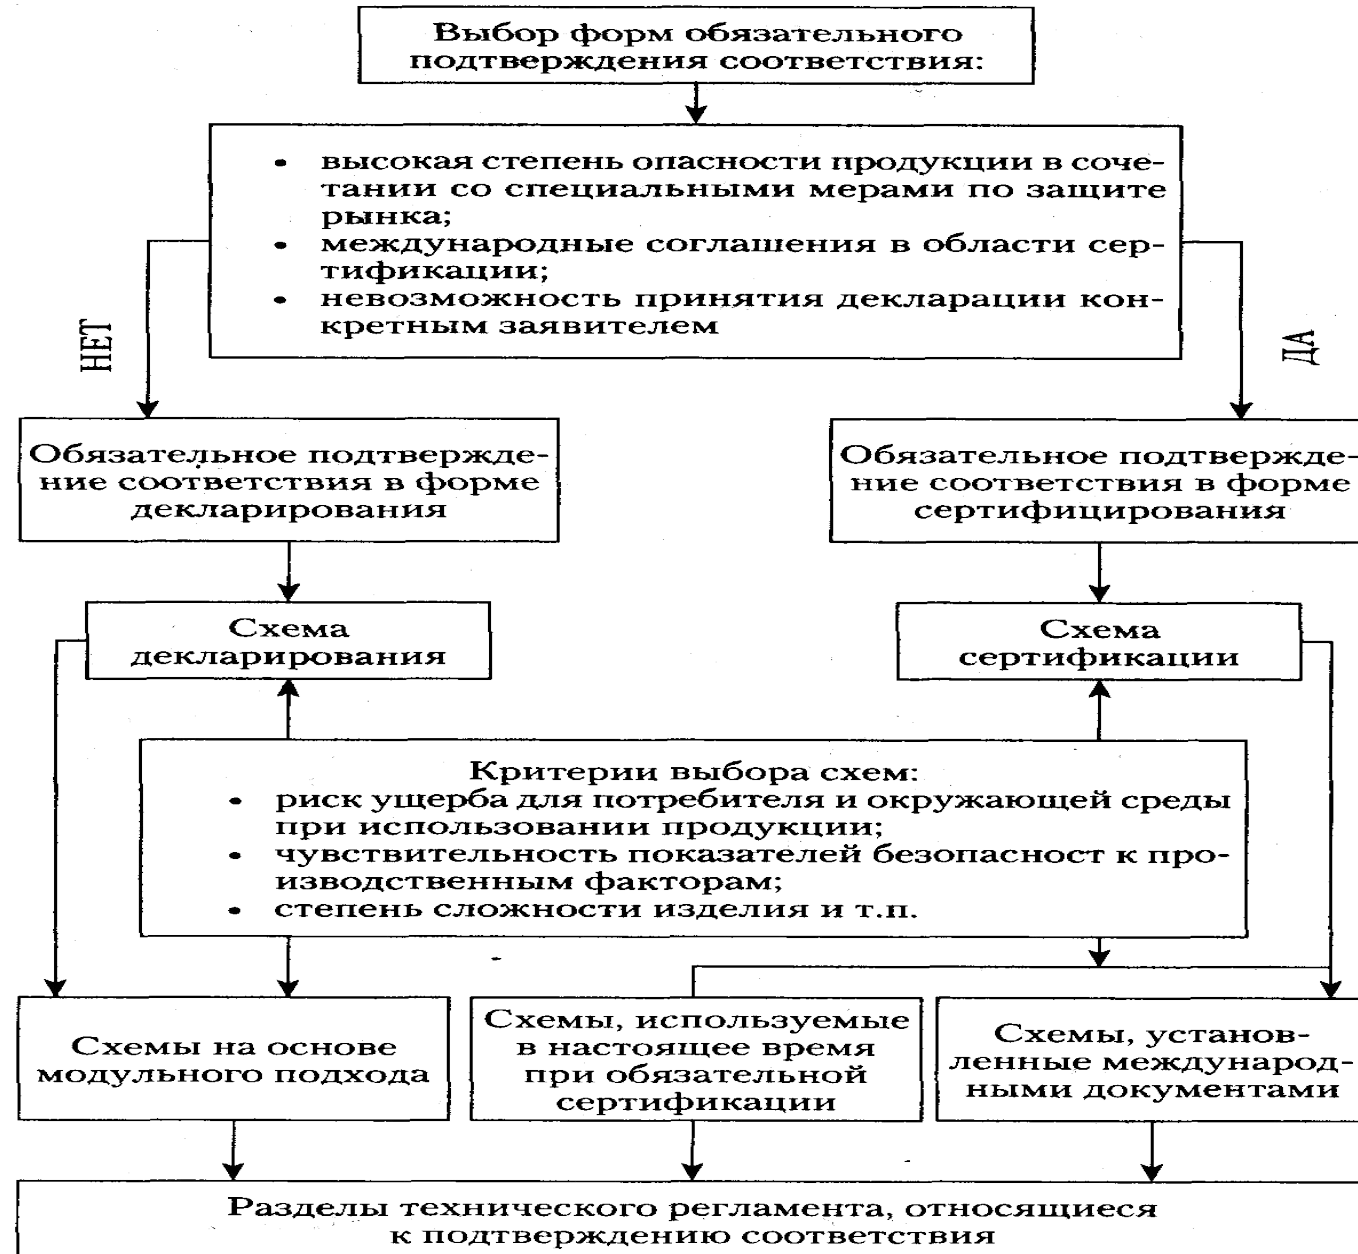 Выбор форм обязательного
подтверждения соответствия:
• высокая степень опасности продукции в соче-
тании со специальными мерами по защите
рынка;
• международные соглашения в области сер-
тификации;
• невозможность принятия декларации кон-
кретным заявителем
НЕТ
ДА
Обязательное подтвержде-
ние соответствия в форме
декларирования
Обязательное подтвержде-
ние соответствия в форме
сертифицирования
Схема
декларирования
Схема
сертификации
Критерии выбора схем:
• риск ущерба для потребителя и окружающей среды
при использовании продукции;
• чувствительность показателей безопасност к про-
изводственным факторам;
• степень сложности изделия и т.п.
Схемы на основе
модульного подхода
Схемы, используемые
в настоящее время
при обязательной
сертификации
Схемы, установ-
ленные международ-
ными документами
Разделы технического регламента, относящиеся
к подтверждению соответствия